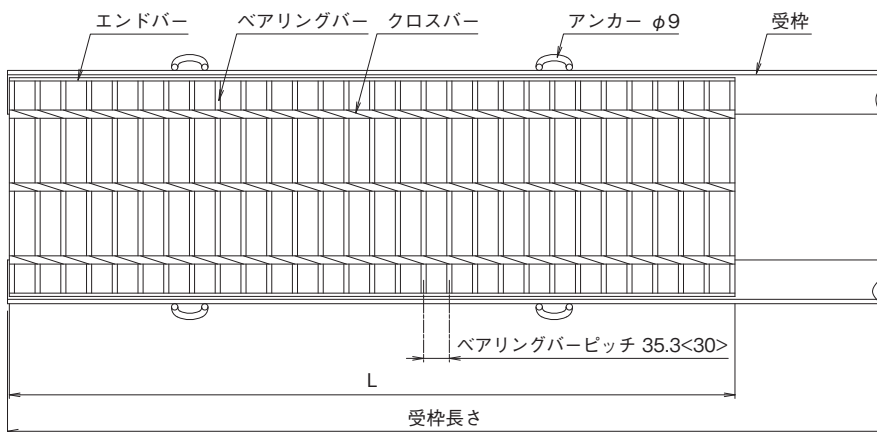 エンドバー
ベアリングバー
クロスバー
アンカー φ9
受枠
ベアリングバーピッチ 35.3<30>
L
受枠長さ